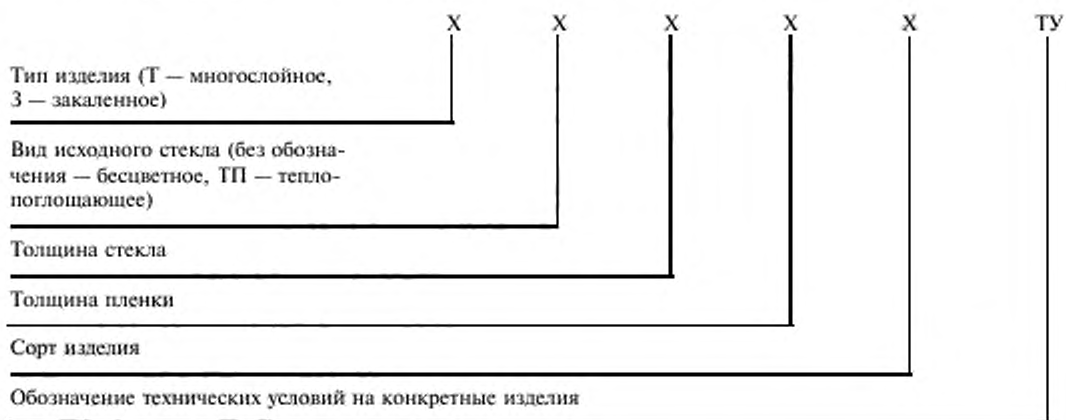 X X X X X ТУ
Тип изделия (Т — многослойное,
З — закаленное)
Вид исходного стекла (без обозна-
чения — бесцветное, ТП — тепло-
поглощающее)
Толщина стекла
Толщина пленки
Сорт изделия
Обозначение технических условий на конкретные изделия